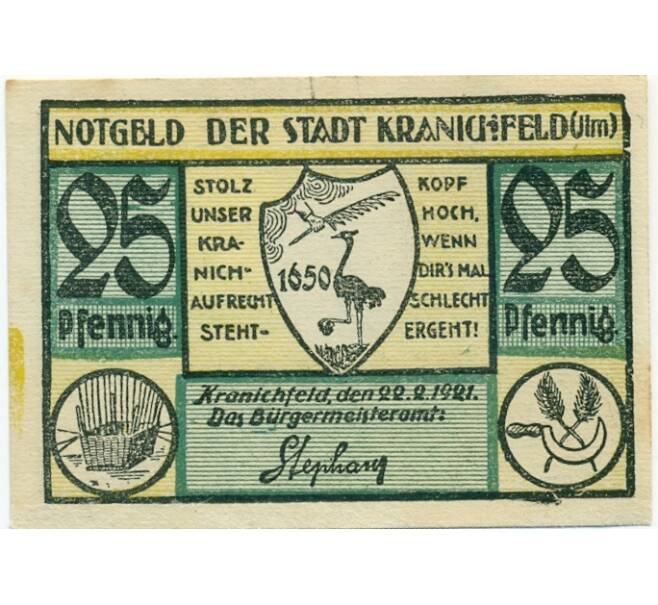 NOTGELD DER STADT KRANICHFELD (Ilm)
25
Pfennig.
STOLZ
UNSER
KRA-
NICH-
AUFRECHT
STEHT-
1650
KOPF
HOCH,
WENN
DIR'S MAL
SCHLECHT
ERGEHT!
25
Pfennig.
Kranichfeld, den 22.2.1921.
Das Bürgermeisteramt:
Stephany